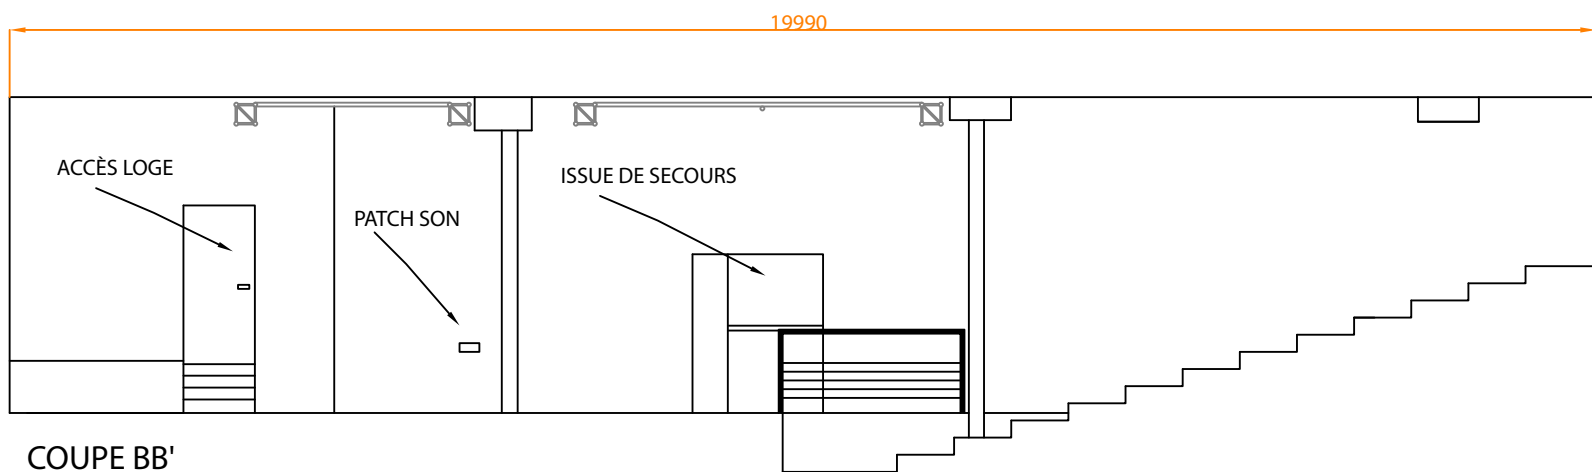 19990
ACCÈS LOGE
ISSUE DE SECOURS
PATCH SON
COUPE BB'